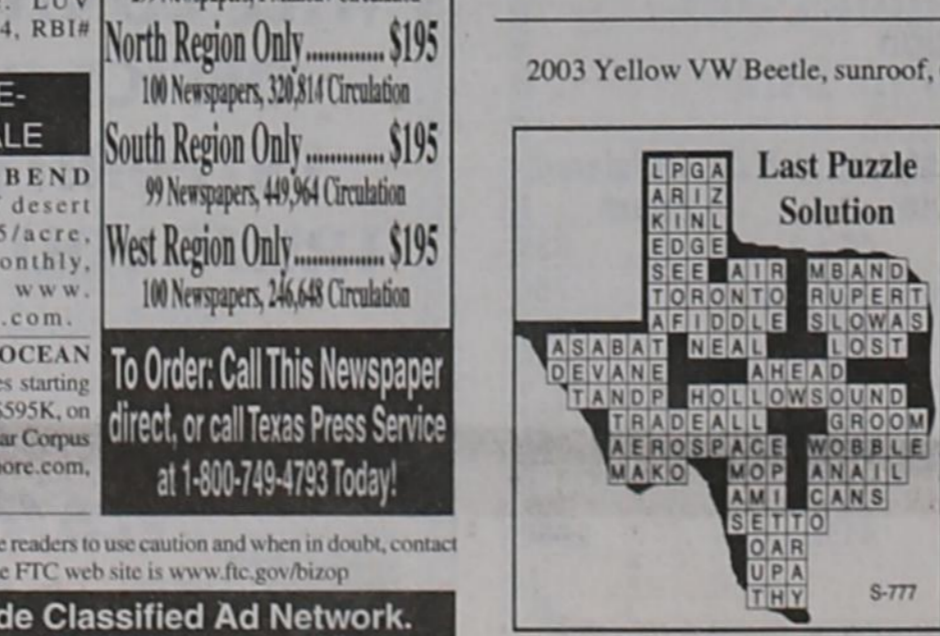 4, RBI#
E-
LE
BEND
desert
5/acre,
onthly,
www.
.com.
OCEAN
es starting
$595K, on
ar Corpus
ore.com,
North Region Only............. $195
100 Newspapers, 320,814 Circulation
South Region Only............. $195
99 Newspapers, 449,964 Circulation
West Region Only............... $195
100 Newspapers, 246,648 Circulation
To Order: Call This Newspaper
direct, or call Texas Press Service
at 1-800-749-4793 Today!
e readers to use caution and when in doubt, contact
e FTC web site is www.ftc.gov/bizop
de Classified Ad Network.
2003 Yellow VW Beetle, sunroof,
Last Puzzle
Solution
LPGA
ARIZ
KINL
EDGE
SEE AIR MBAND
TORONTO RUPERT
AFIDDLE SLOWAS
ASABAT NEAL LOST
DEVANE AHEAD
TANDP HOLLOWSOUND
TRADEALL GROOM
AEROSPACE WOBBLE
MAKO MOP ANAIL
AMI CANS
SETTO
OAR
UPA
THY
S-777